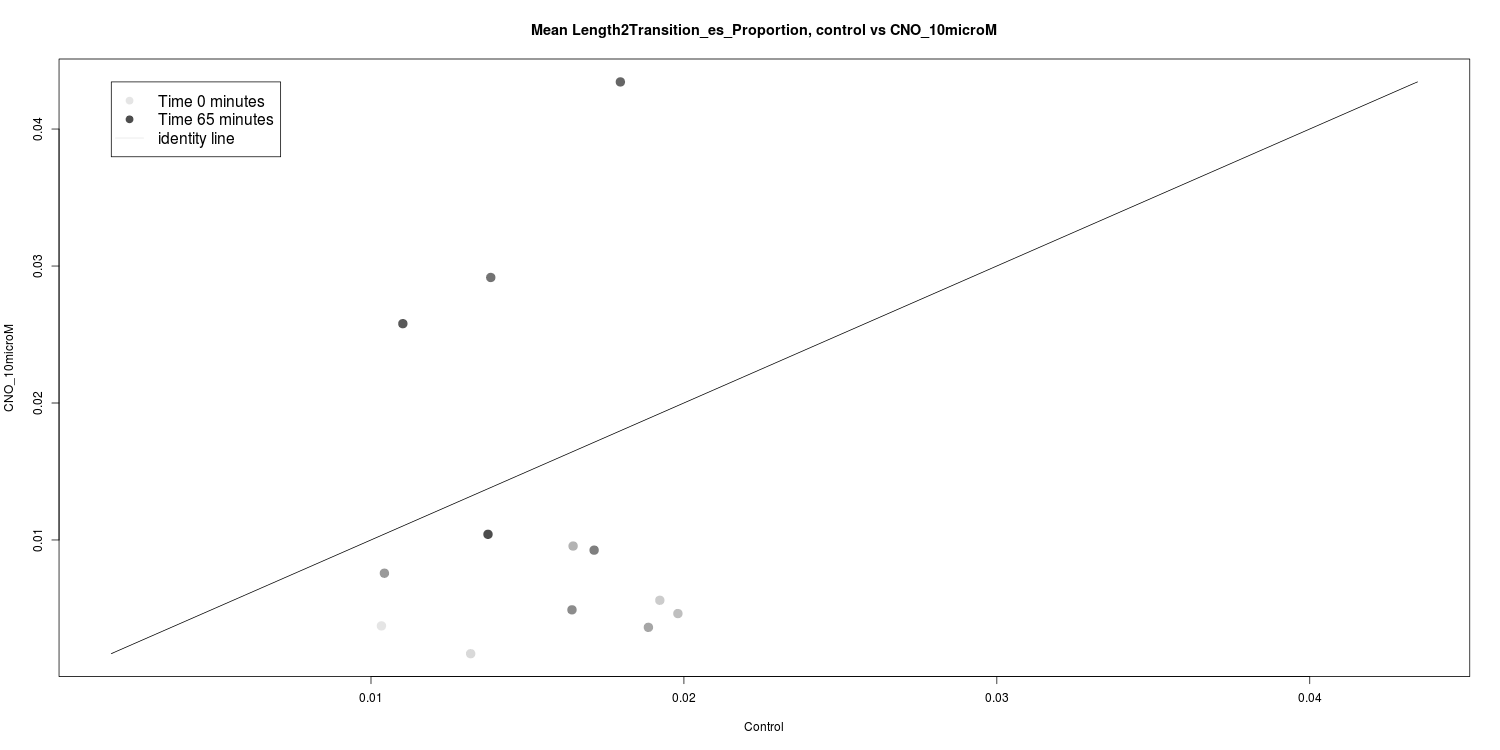 Mean Length2Transition_es_Proportion, control vs CNO_10microM
Time 0 minutes
Time 65 minutes
identity line
0.04
0.03
0.02
0.01
CNO_10microM
0.01
0.02
0.03
0.04
Control